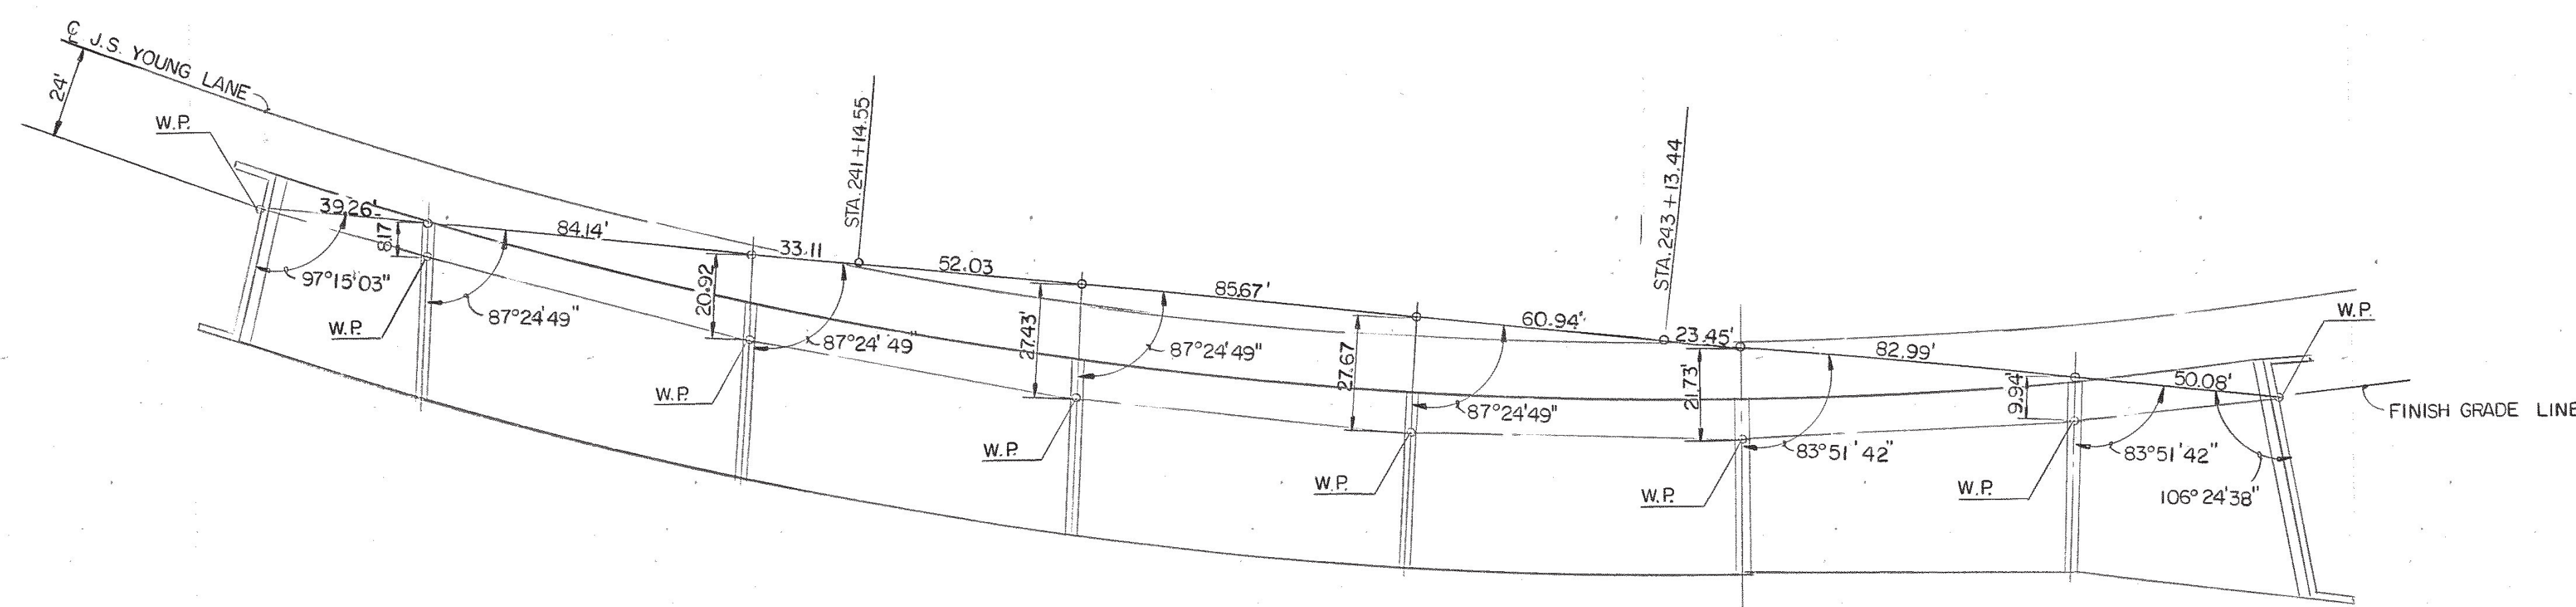 ℄ J.S. YOUNG LANE
24'
W.P.
39.26'
8.17
97°15'03"
W.P.
84.14'
87°24'49"
20.92
W.P.
33.11
STA. 241+14.55
87°24'49"
52.03
27.43'
W.P.
85.67'
87°24'49"
27.67
W.P.
60.94'
87°24'49"
STA. 243+13.44
23.45'
21.73'
W.P.
82.99'
83°51'42"
9.94'
W.P.
50.08'
83°51'42"
106°24'38"
W.P.
FINISH GRADE LINE